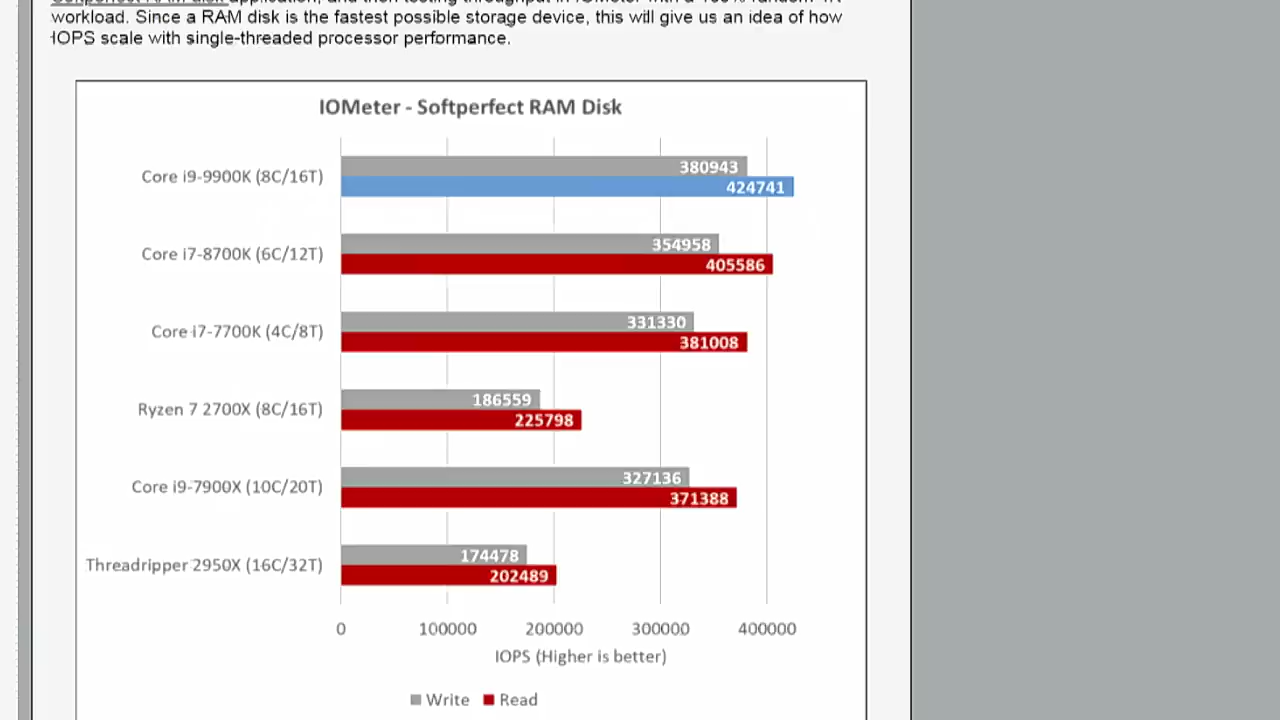 workload. Since a RAM disk is the fastest possible storage device, this will give us an idea of how
IOPS scale with single-threaded processor performance.
IOMeter - Softperfect RAM Disk
Core i9-9900K (8C/16T)
380943
424741
Core i7-8700K (6C/12T)
354958
405586
Core i7-7700K (4C/8T)
331330
381008
Ryzen 7 2700X (8C/16T)
186559
225798
Core i9-7900X (10C/20T)
327136
371388
Threadripper 2950X (16C/32T)
174478
202489
0 100000 200000 300000 400000
IOPS (Higher is better)
Write Read